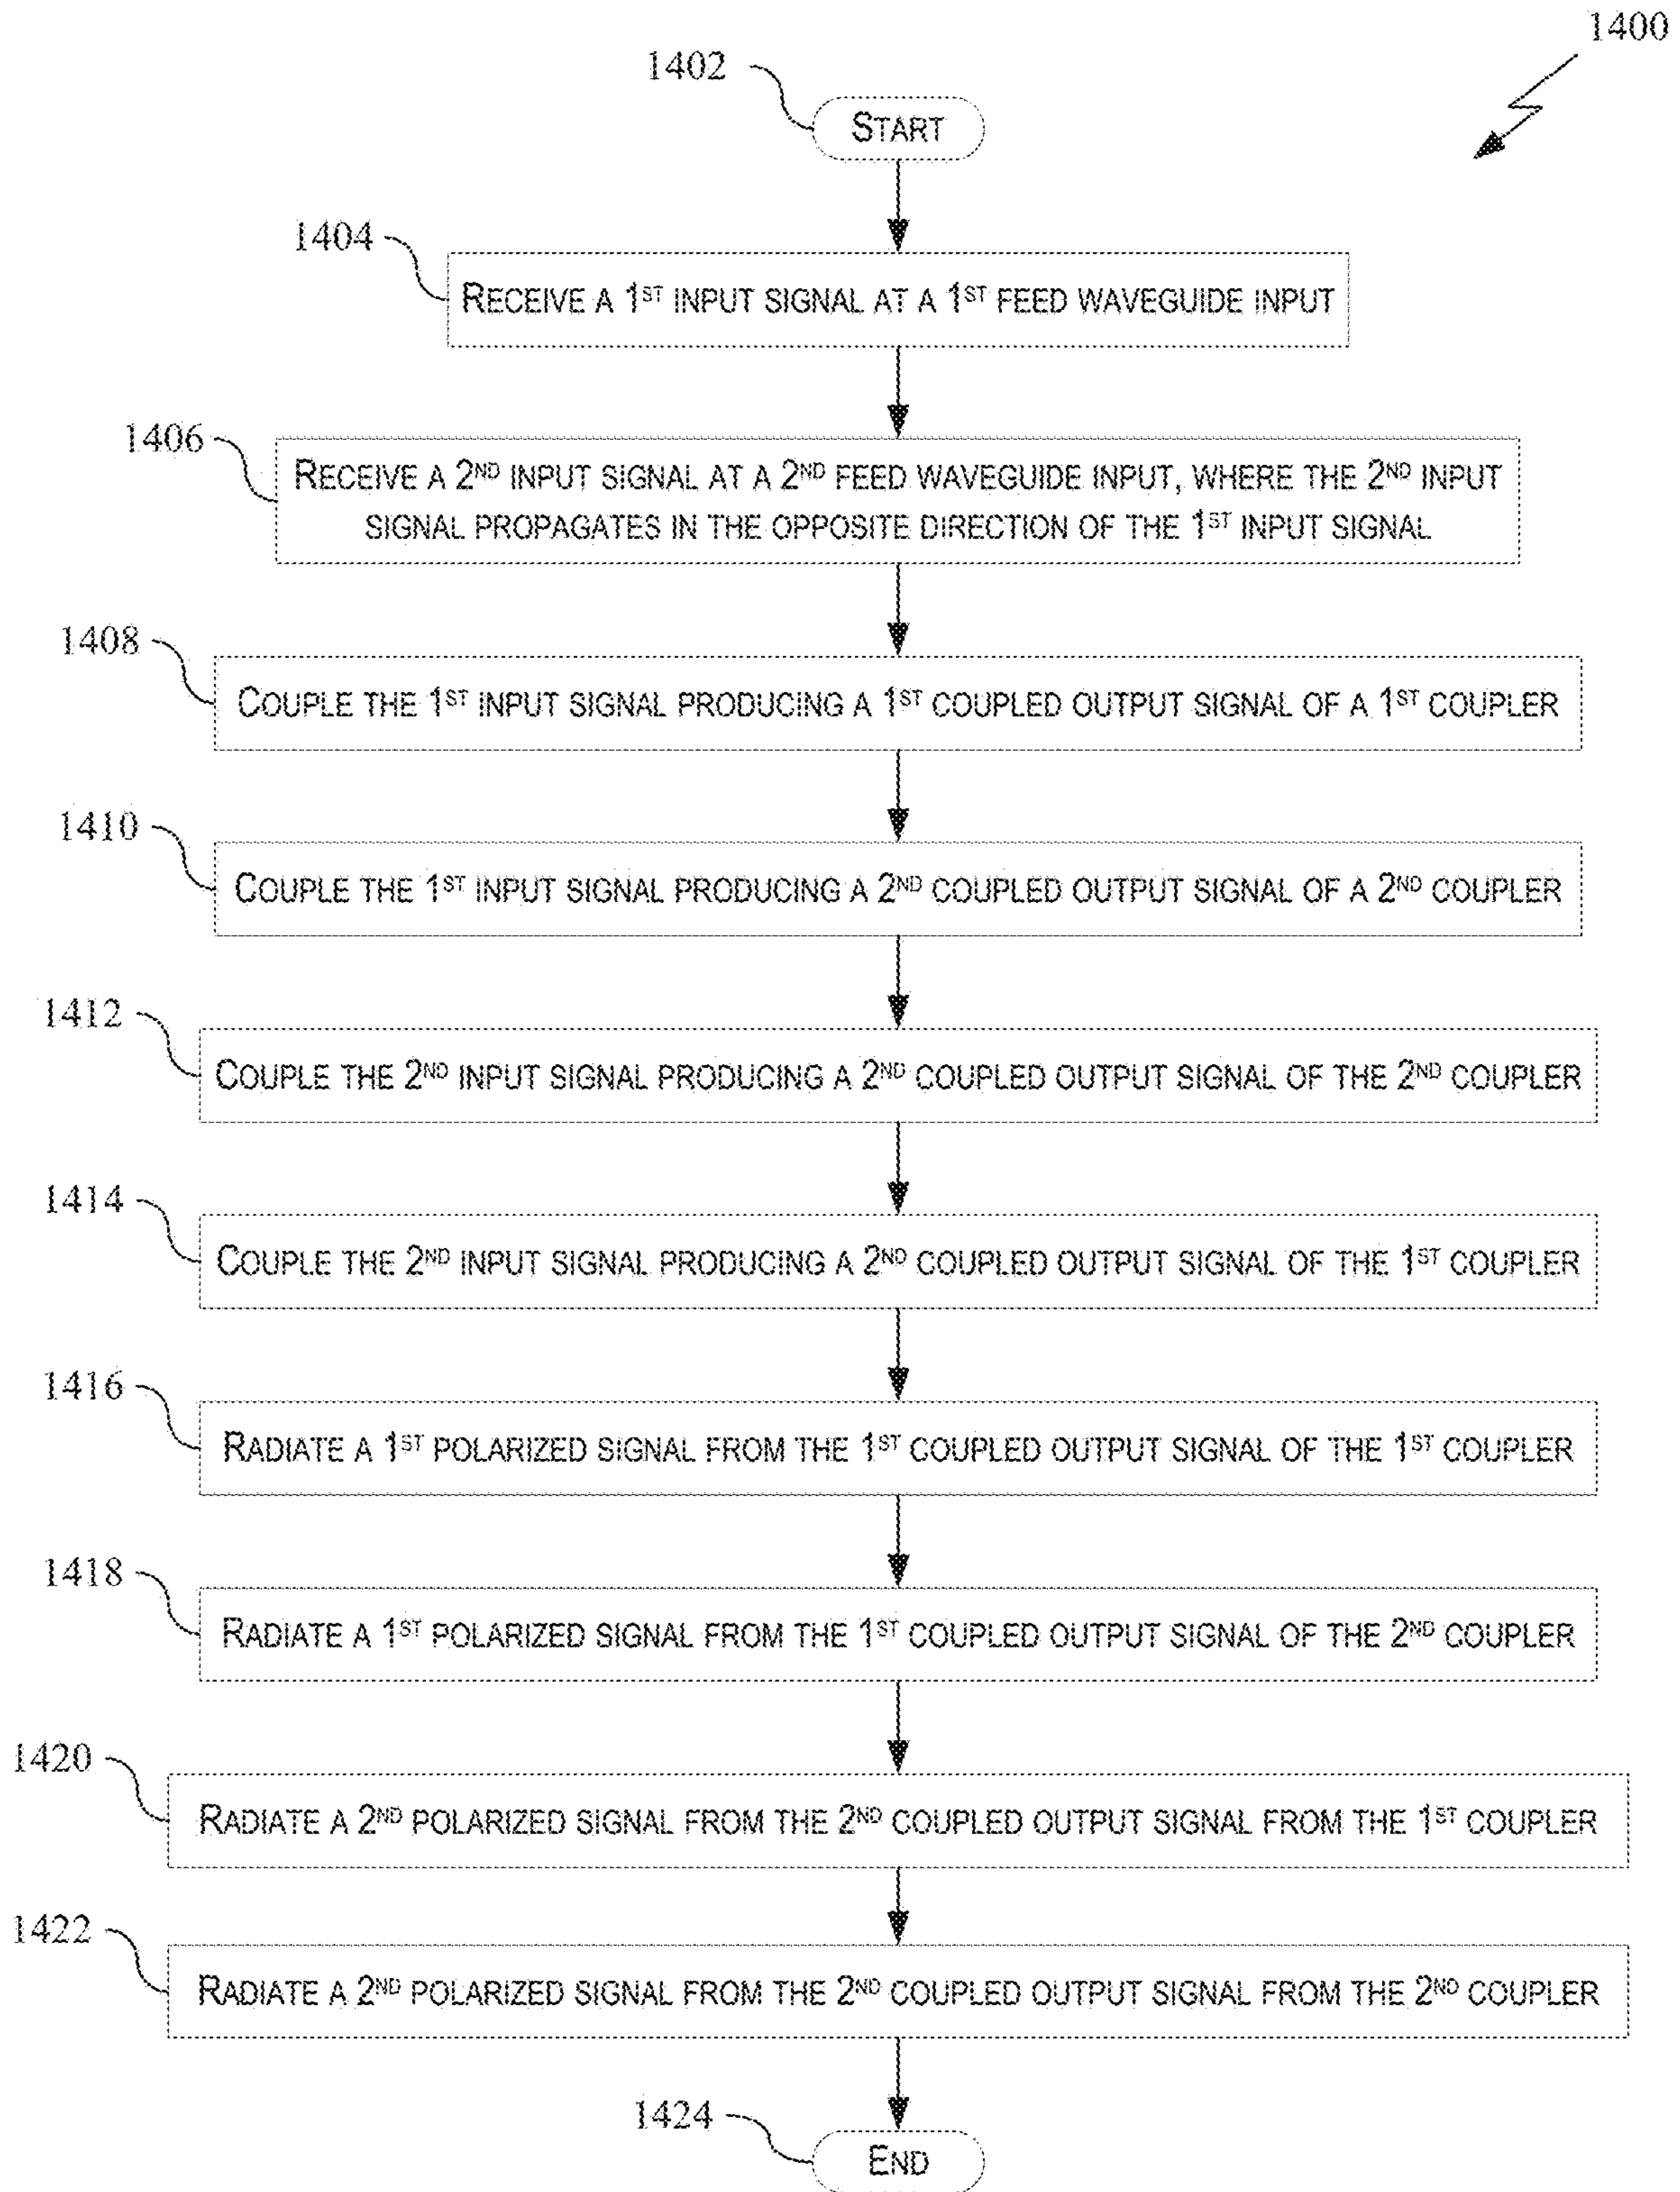 1400
1402
START
1404
RECEIVE A 1ST INPUT SIGNAL AT A 1ST FEED WAVEGUIDE INPUT
1406
RECEIVE A 2ND INPUT SIGNAL AT A 2ND FEED WAVEGUIDE INPUT, WHERE THE 2ND INPUT
SIGNAL PROPAGATES IN THE OPPOSITE DIRECTION OF THE 1ST INPUT SIGNAL
1408
COUPLE THE 1ST INPUT SIGNAL PRODUCING A 1ST COUPLED OUTPUT SIGNAL OF A 1ST COUPLER
1410
COUPLE THE 1ST INPUT SIGNAL PRODUCING A 2ND COUPLED OUTPUT SIGNAL OF A 2ND COUPLER
1412
COUPLE THE 2ND INPUT SIGNAL PRODUCING A 2ND COUPLED OUTPUT SIGNAL OF THE 2ND COUPLER
1414
COUPLE THE 2ND INPUT SIGNAL PRODUCING A 2ND COUPLED OUTPUT SIGNAL OF THE 1ST COUPLER
1416
RADIATE A 1ST POLARIZED SIGNAL FROM THE 1ST COUPLED OUTPUT SIGNAL OF THE 1ST COUPLER
1418
RADIATE A 1ST POLARIZED SIGNAL FROM THE 1ST COUPLED OUTPUT SIGNAL OF THE 2ND COUPLER
1420
RADIATE A 2ND POLARIZED SIGNAL FROM THE 2ND COUPLED OUTPUT SIGNAL FROM THE 1ST COUPLER
1422
RADIATE A 2ND POLARIZED SIGNAL FROM THE 2ND COUPLED OUTPUT SIGNAL FROM THE 2ND COUPLER
1424
END